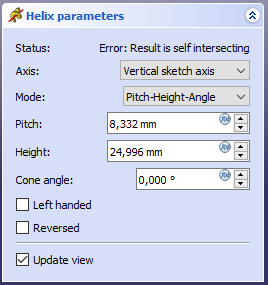 Helix parameters
Status: Error: Result is self intersecting
Axis: Vertical sketch axis
Mode: Pitch-Height-Angle
Pitch: 8,332 mm
Height: 24,996 mm
Cone angle: 0,000 °
Left handed
Reversed
Update view